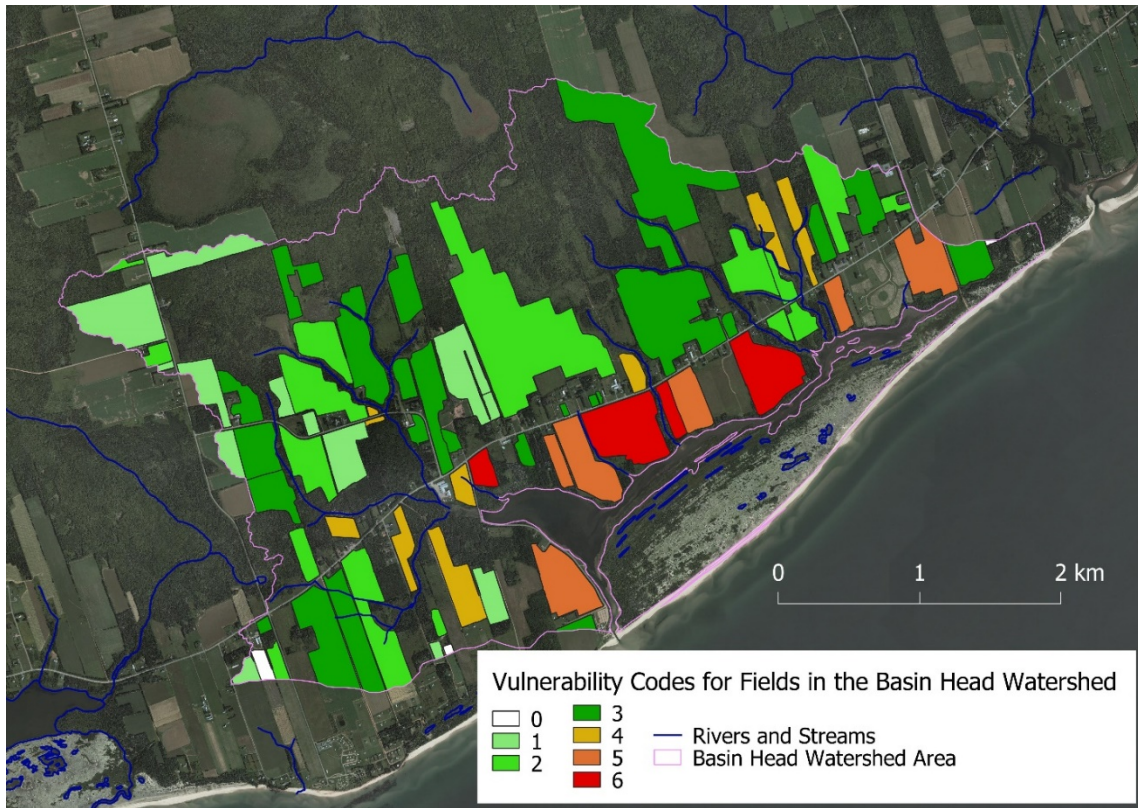 0 1 2 km
Vulnerability Codes for Fields in the Basin Head Watershed
0
1
2
3
4
5
6
Rivers and Streams
Basin Head Watershed Area